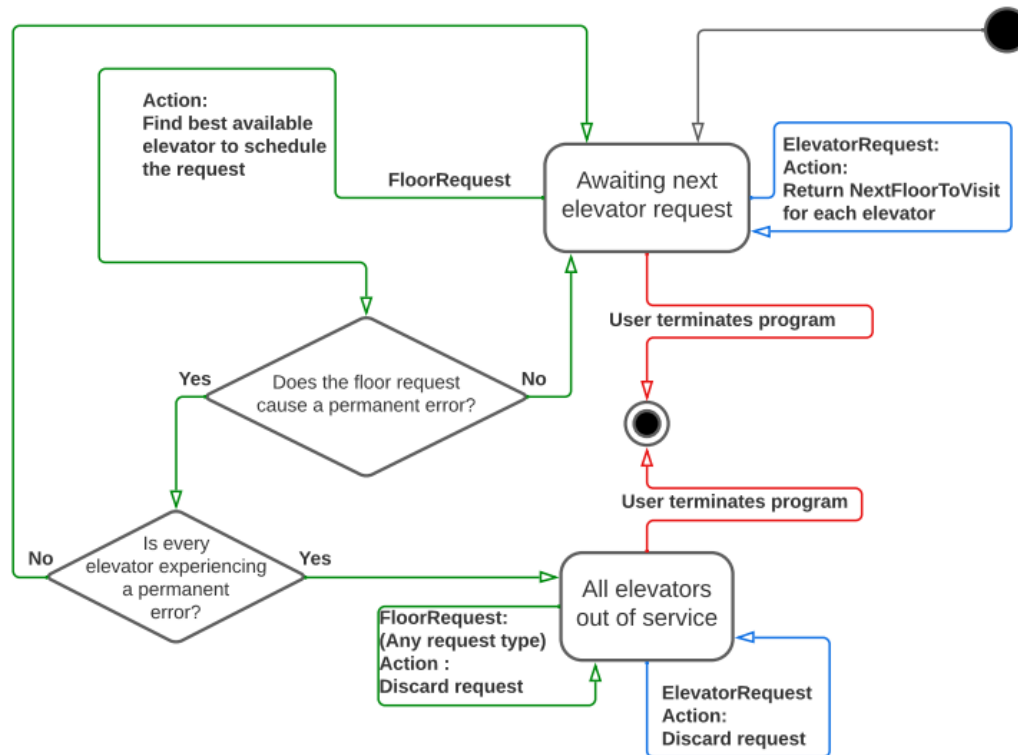 Action:
Find best available
elevator to schedule
the request
FloorRequest
Awaiting next
elevator request
ElevatorRequest:
Action:
Return NextFloorToVisit
for each elevator
User terminates program
Yes
Does the floor request
cause a permanent error?
No
User terminates program
No
Is every
elevator experiencing
a permanent
error?
Yes
All elevators
out of service
FloorRequest:
(Any request type)
Action :
Discard request
ElevatorRequest
Action:
Discard request